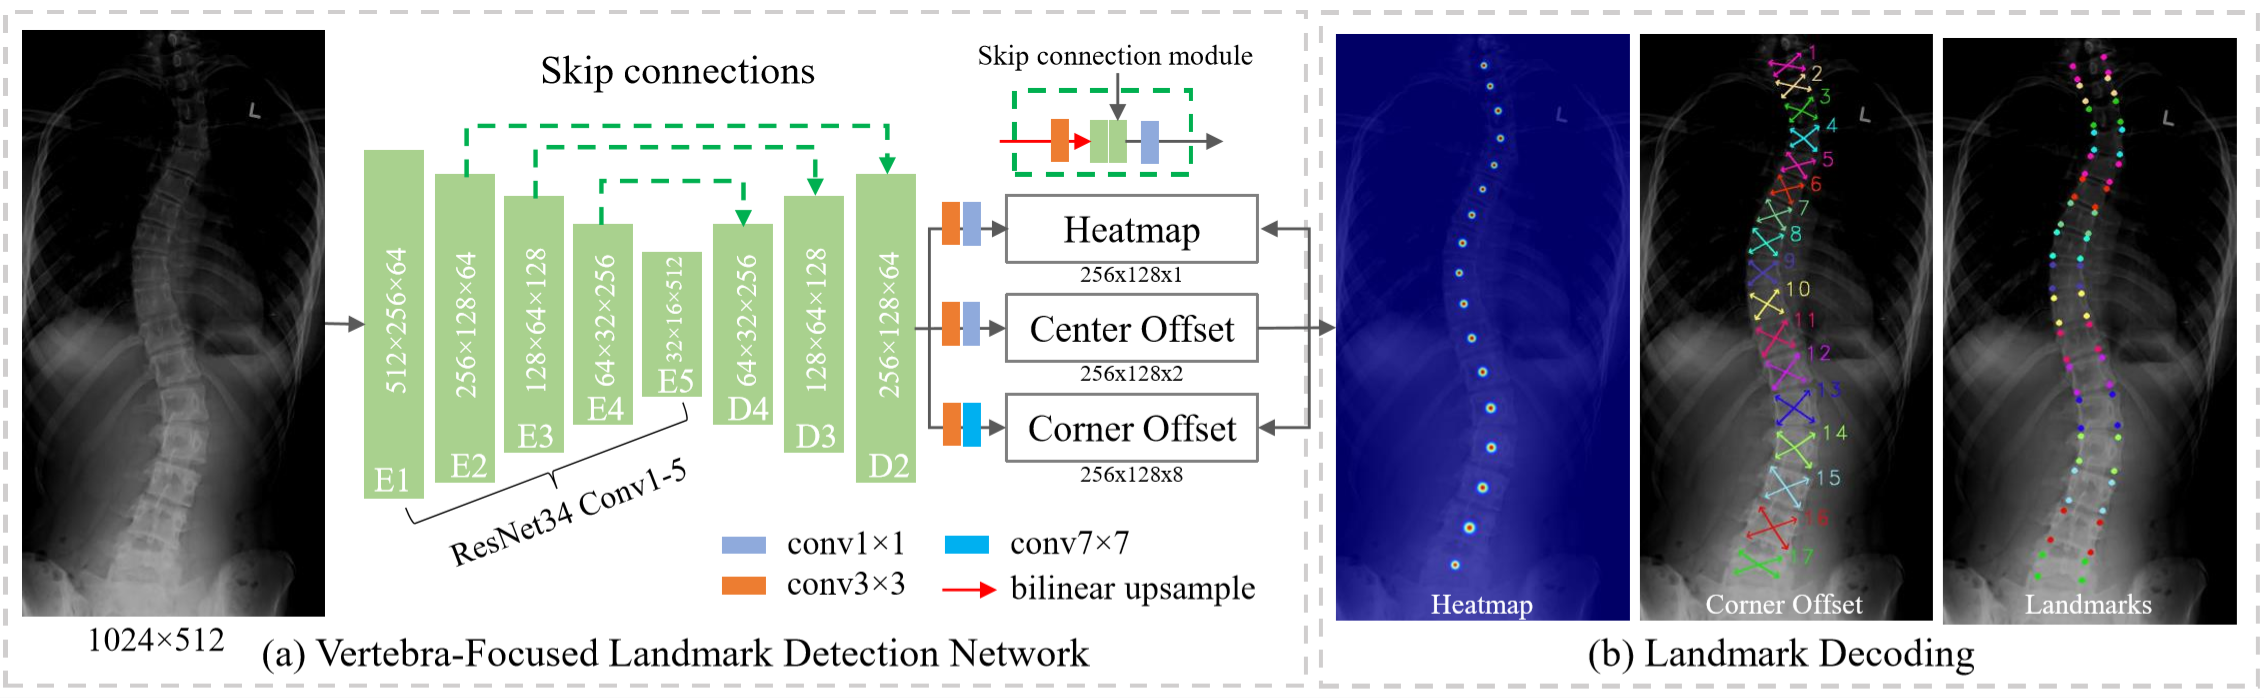 Skip connections
Skip connection module
L
512×256×64
E1
256×128×64
E2
128×64×128
E3
64×32×256
E4
32×16×512
E5
64×32×256
D4
128×64×128
D3
256×128×64
D2
ResNet34 Conv1-5
Heatmap
256x128x1
Center Offset
256x128x2
Corner Offset
256x128x8
conv1×1
conv7×7
conv3×3
bilinear upsample
1024×512
(a) Vertebra-Focused Landmark Detection Network
L
Heatmap
1
2
3
L
4
5
6
7
8
9
10
11
12
13
14
15
16
17
Corner Offset
L
Landmarks
(b) Landmark Decoding